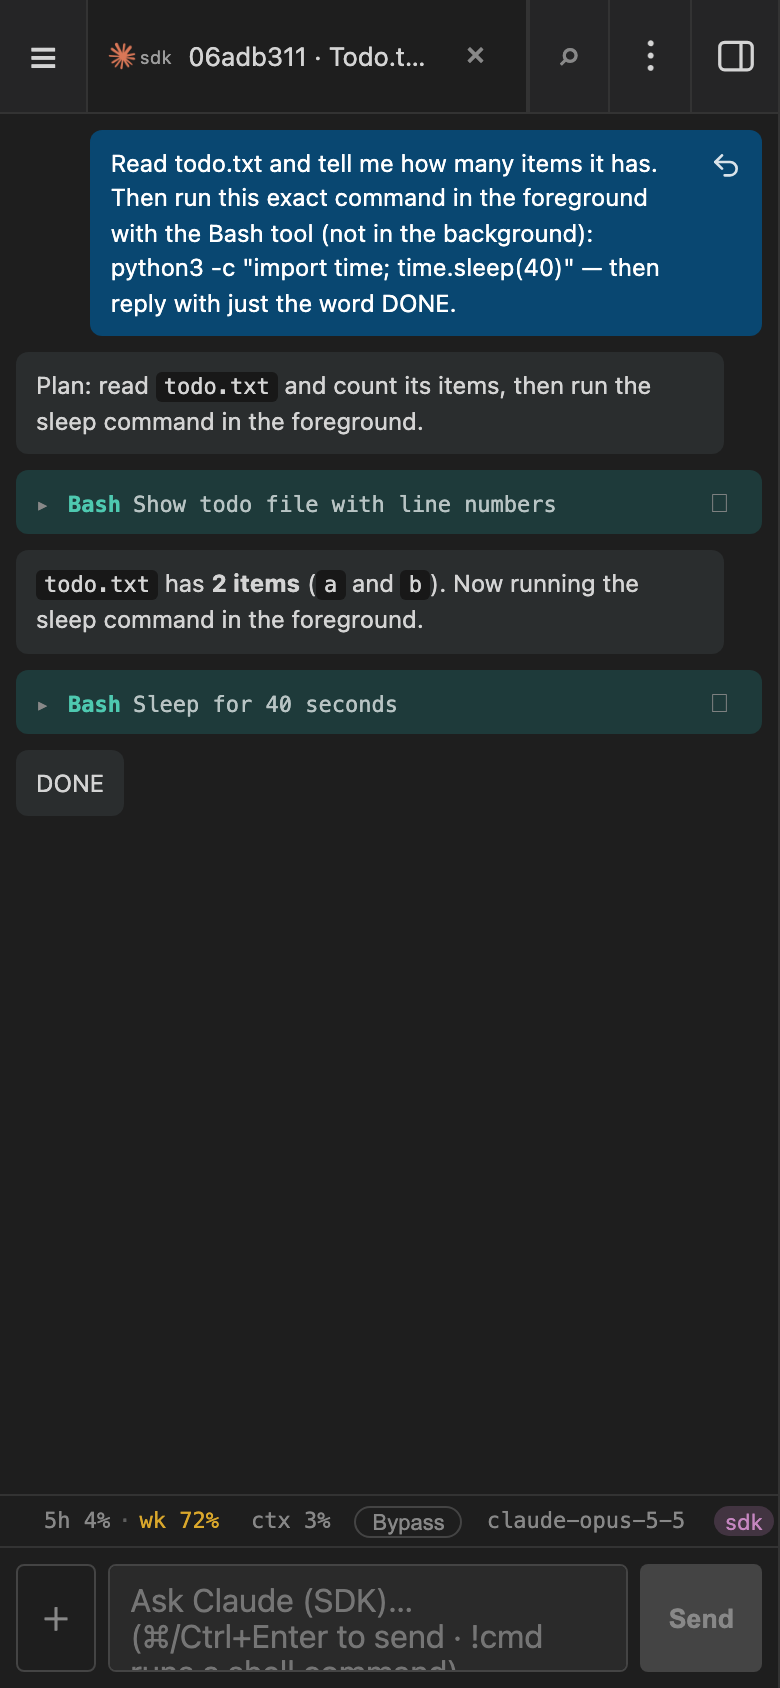 sdk 06adb311 · Todo.t... ×
Read todo.txt and tell me how many items it has.
Then run this exact command in the foreground
with the Bash tool (not in the background):
python3 -c "import time; time.sleep(40)" — then
reply with just the word DONE.
Plan: read todo.txt and count its items, then run the
sleep command in the foreground.
▸ Bash Show todo file with line numbers
todo.txt has 2 items (a and b). Now running the
sleep command in the foreground.
▸ Bash Sleep for 40 seconds
DONE
5h 4% · wk 72% ctx 3% Bypass claude-opus-5-5 sdk
+
Ask Claude (SDK)...
(⌘/Ctrl+Enter to send · !cmd
runs a shell command)
Send